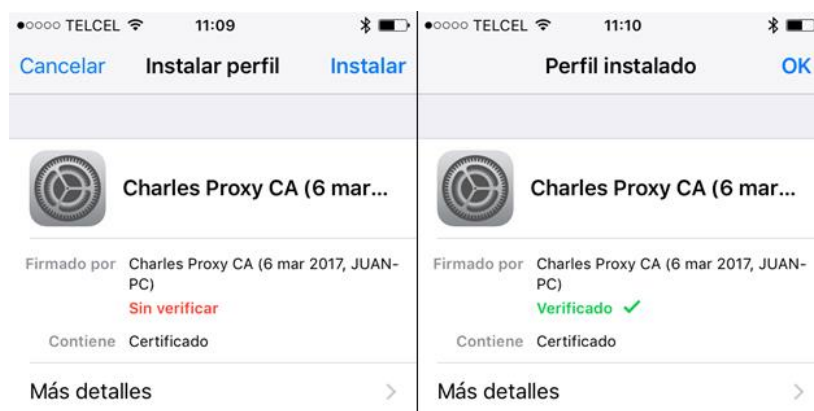 TELCEL 11:09
Cancelar Instalar perfil Instalar
Charles Proxy CA (6 mar...
Firmado por Charles Proxy CA (6 mar 2017, JUAN-
PC)
Sin verificar
Contiene Certificado
Más detalles
TELCEL 11:10
Perfil instalado OK
Charles Proxy CA (6 mar...
Firmado por Charles Proxy CA (6 mar 2017, JUAN-
PC)
Verificado ✓
Contiene Certificado
Más detalles